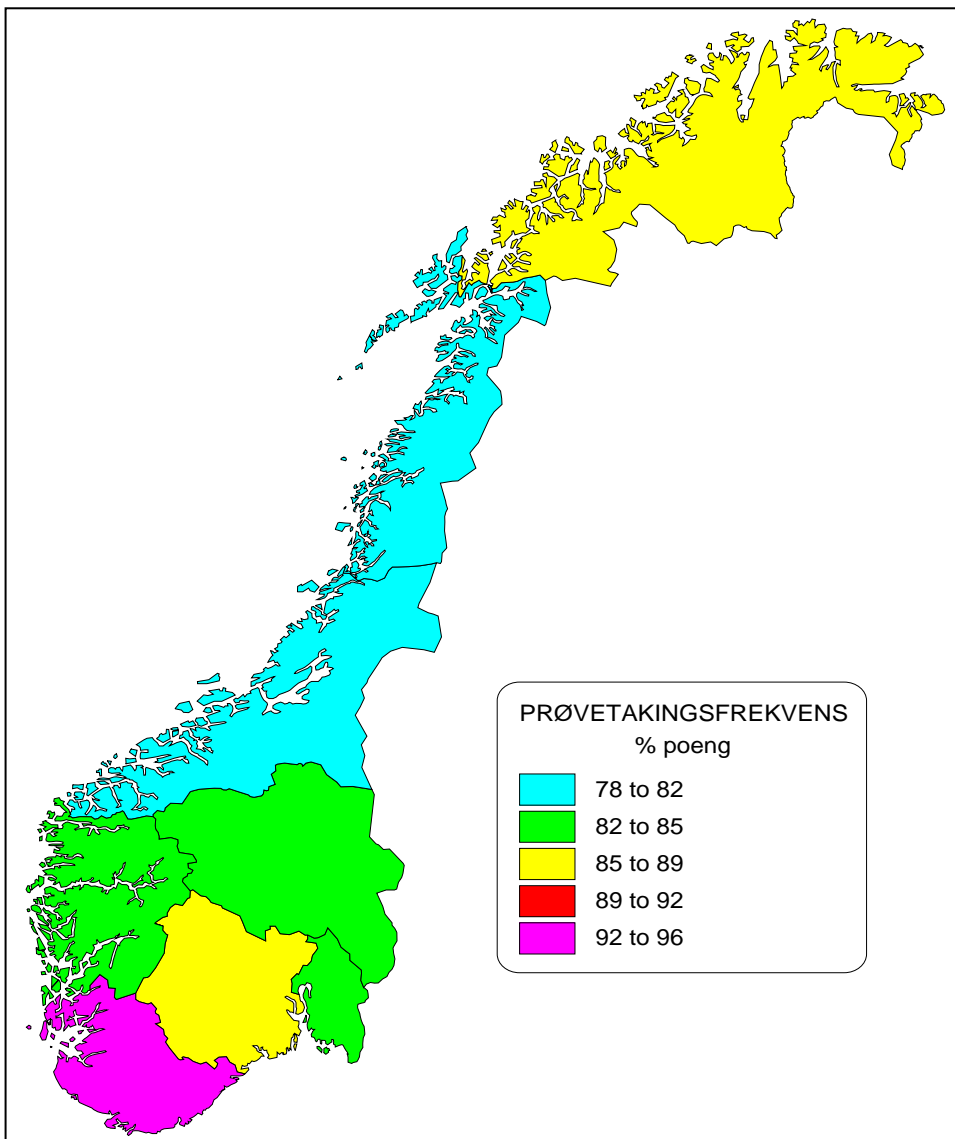 PRØVETAKINGSFREKVENS
% poeng
78 to 82
82 to 85
85 to 89
89 to 92
92 to 96